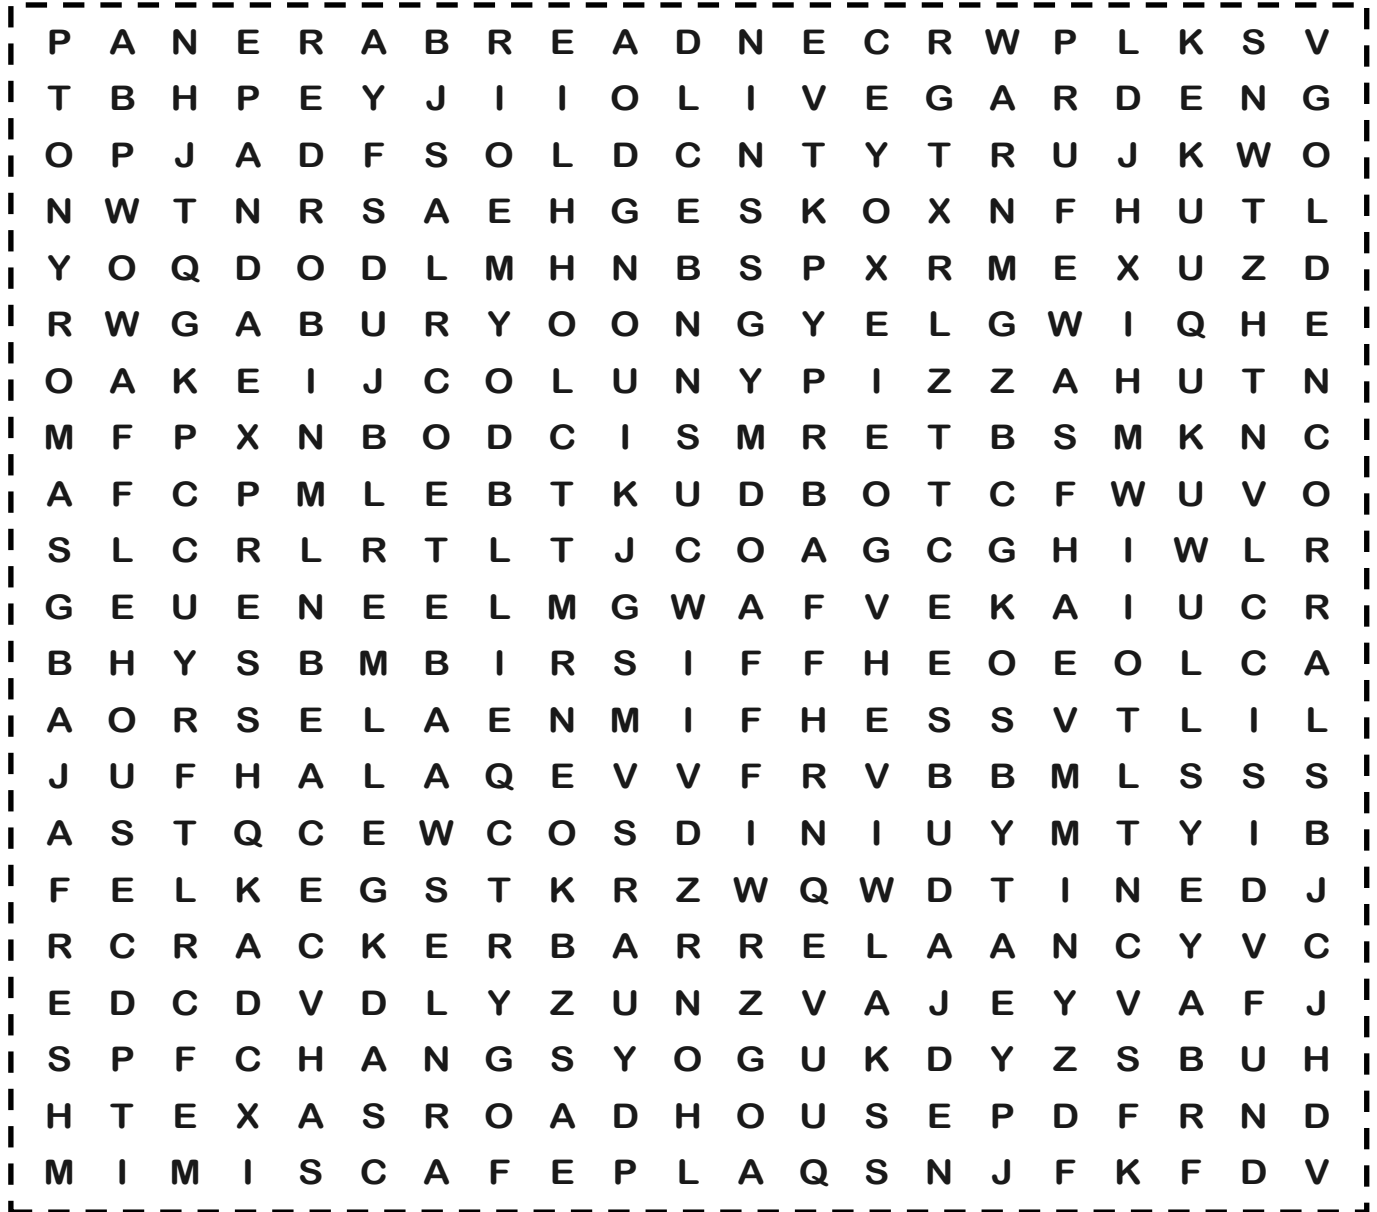 P A N E R A B R E A D N E C R W P L K S V
T B H P E Y J I I O L I V E G A R D E N G
O P J A D F S O L D C N T Y T R U J K W O
N W T N R S A E H G E S K O X N F H U T L
Y O Q D O D L M H N B S P X R M E X U Z D
R W G A B U R Y O O N G Y E L G W I Q H E
O A K E I J C O L U N Y P I Z Z A H U T N
M F P X N B O D C I S M R E T B S M K N C
A F C P M L E B T K U D B O T C F W U V O
S L C R L R T L T J C O A G C G H I W L R
G E U E N E E L M G W A F V E K A I U C R
B H Y S B M B I R S I F F H E O E O L C A
A O R S E L A E N M I F H E S S V T L I L
J U F H A L A Q E V V F R V B B M L S S S
A S T Q C E W C O S D I N I U Y M T Y I B
F E L K E G S T K R Z W Q W D T I N E D J
R C R A C K E R B A R R E L A A N C Y V C
E D C D V D L Y Z U N Z V A J E Y V A F J
S P F C H A N G S Y O G U K D Y Z S B U H
H T E X A S R O A D H O U S E P D F R N D
M I M I S C A F E P L A Q S N J F K F D V